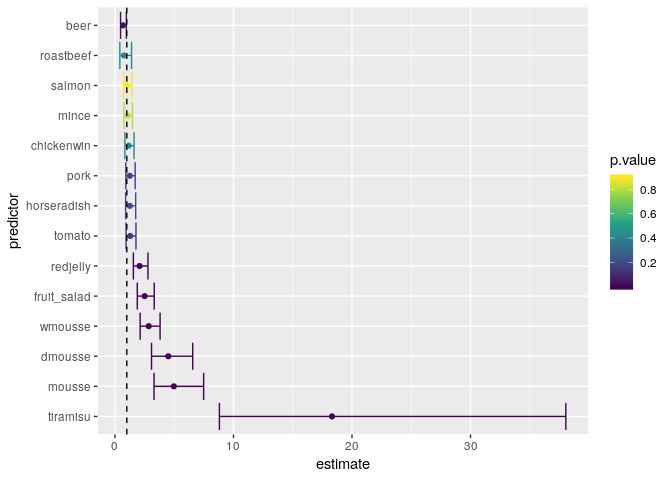 beer
roastbeef
salmon
mince
chickenwin
pork
horseradish
tomato
redjelly
fruit_salad
wmousse
dmousse
mousse
tiramisu
predictor
0 10 20 30
estimate
p.value
0.8
0.6
0.4
0.2